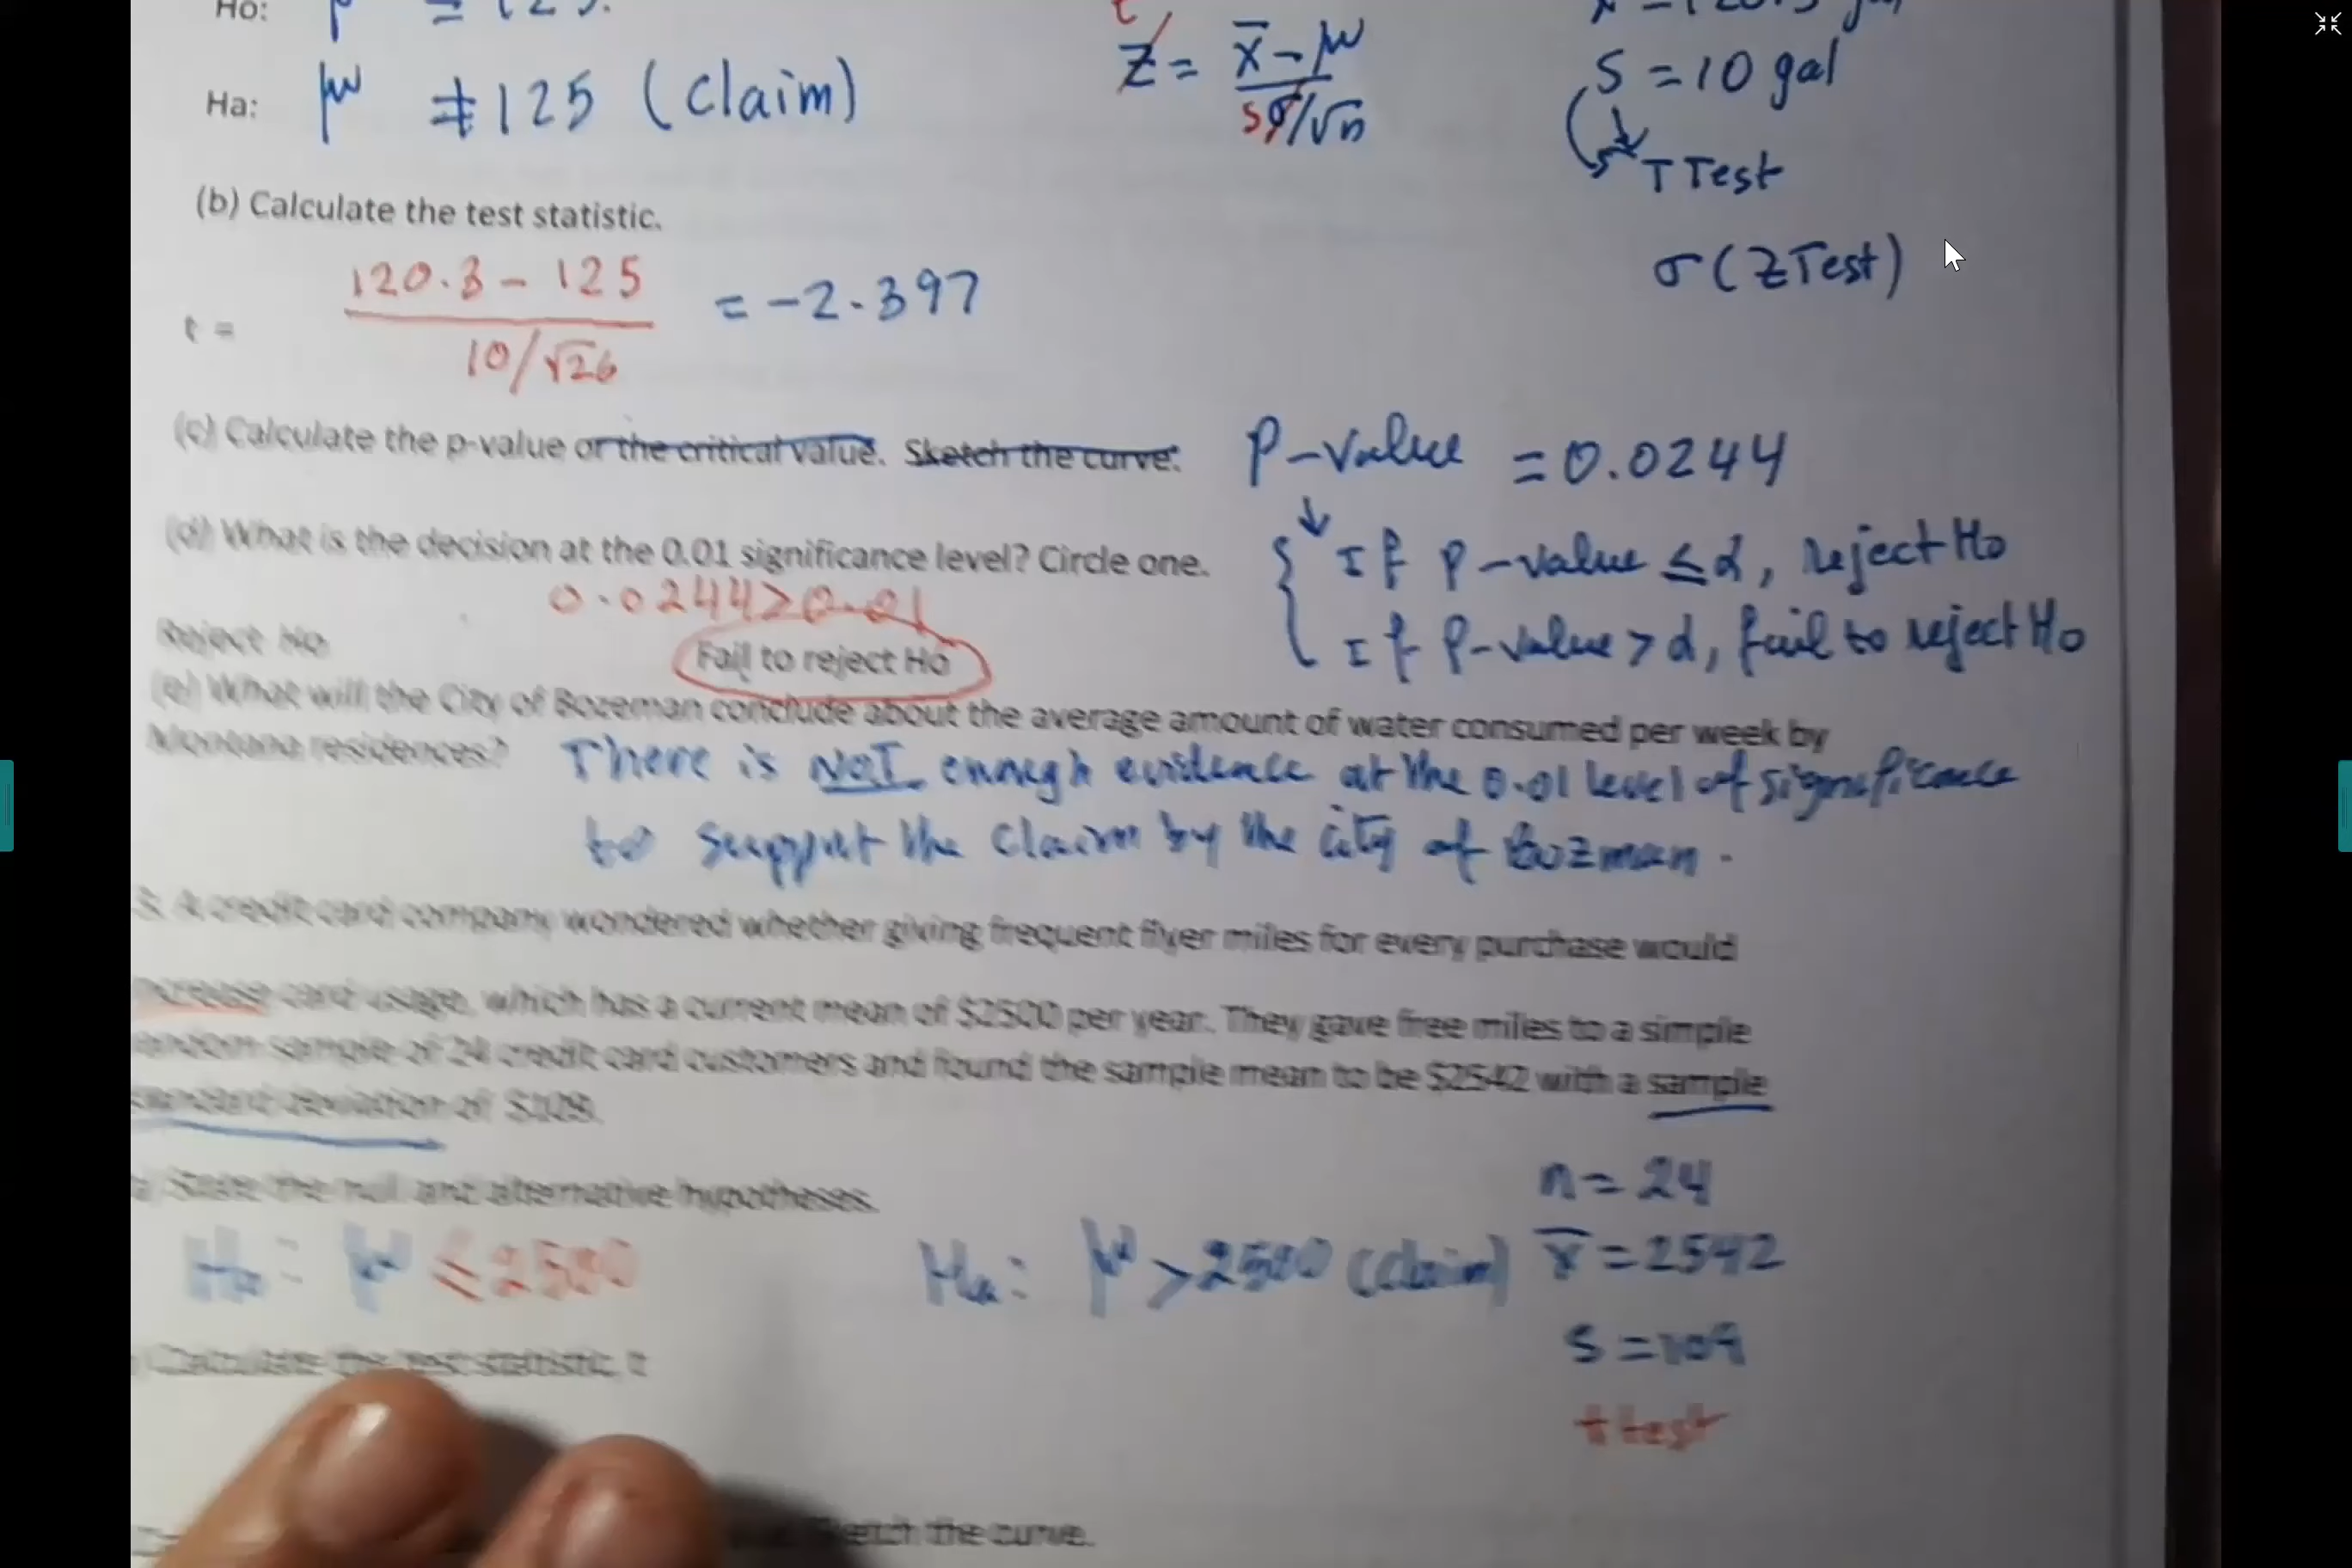 Ho: μ = 125.
Ha: μ ≠ 125 (Claim)
t
Z = x̄ - μ
s σ/√n
S = 10 gal
T Test
σ (Z Test)
(b) Calculate the test statistic.
t = 120.3 - 125 = -2.397
10/√26
(c) Calculate the p-value or the critical value. Sketch the curve.
P-Value = 0.0244
If P-value ≤ α, reject Ho
If P-value > α, fail to reject Ho
(d) What is the decision at the 0.01 significance level? Circle one.
0.0244 > 0.01
Reject Ho
Fail to reject Ho
(e) What will the City of Bozeman conclude about the average amount of water consumed per week by
Montana residences?
There is NOT enough evidence at the 0.01 level of significance
to support the claim by the city of Bozman.
3. A credit card company wondered whether giving frequent flyer miles for every purchase would
increase card usage, which has a current mean of $2500 per year. They gave free miles to a simple
random sample of 24 credit card customers and found the sample mean to be $2542 with a sample
standard deviation of $109.
a) State the null and alternative hypotheses.
Ho: μ ≤ 2500
Ha: μ > 2500 (Claim)
n = 24
x̄ = 2542
S = 109
t test
) Calculate the test statistic, t
the curve.